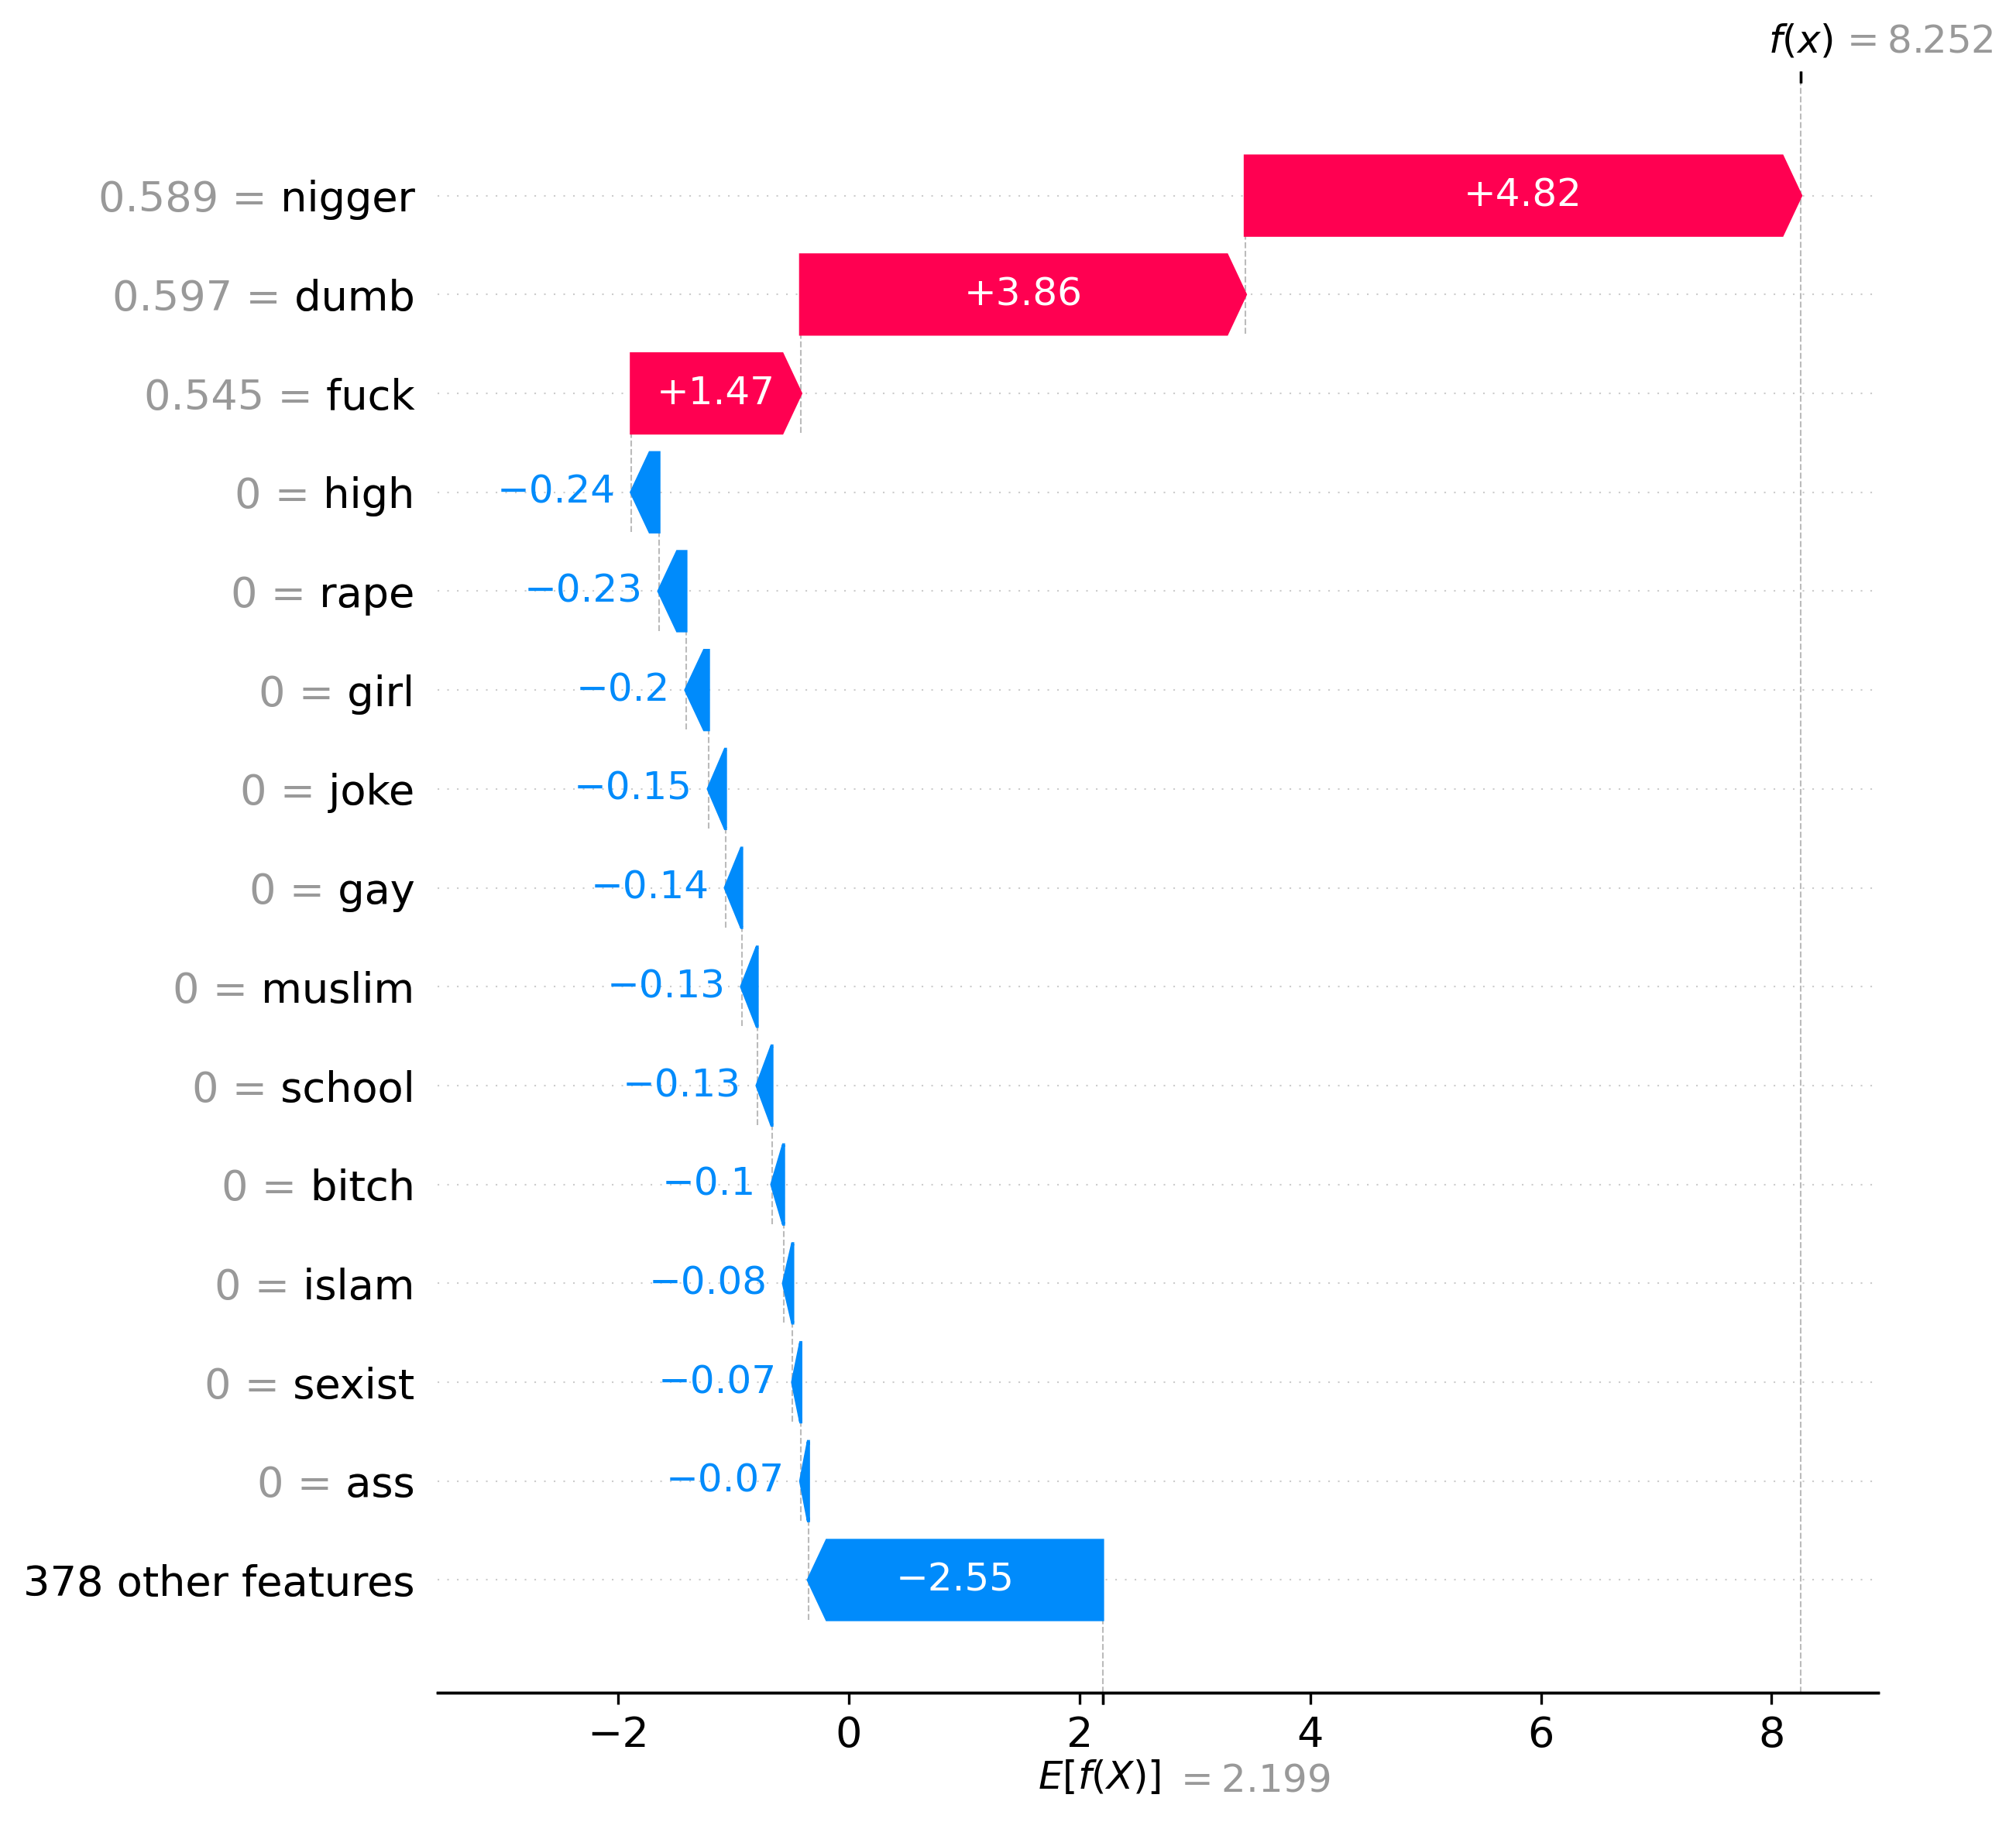 f(x) = 8.252
0.589 = nigger +4.82
0.597 = dumb +3.86
0.545 = fuck +1.47
0 = high −0.24
0 = rape −0.23
0 = girl −0.2
0 = joke −0.15
0 = gay −0.14
0 = muslim −0.13
0 = school −0.13
0 = bitch −0.1
0 = islam −0.08
0 = sexist −0.07
0 = ass −0.07
378 other features −2.55
−2 0 2 4 6 8
E[f(X)] = 2.199